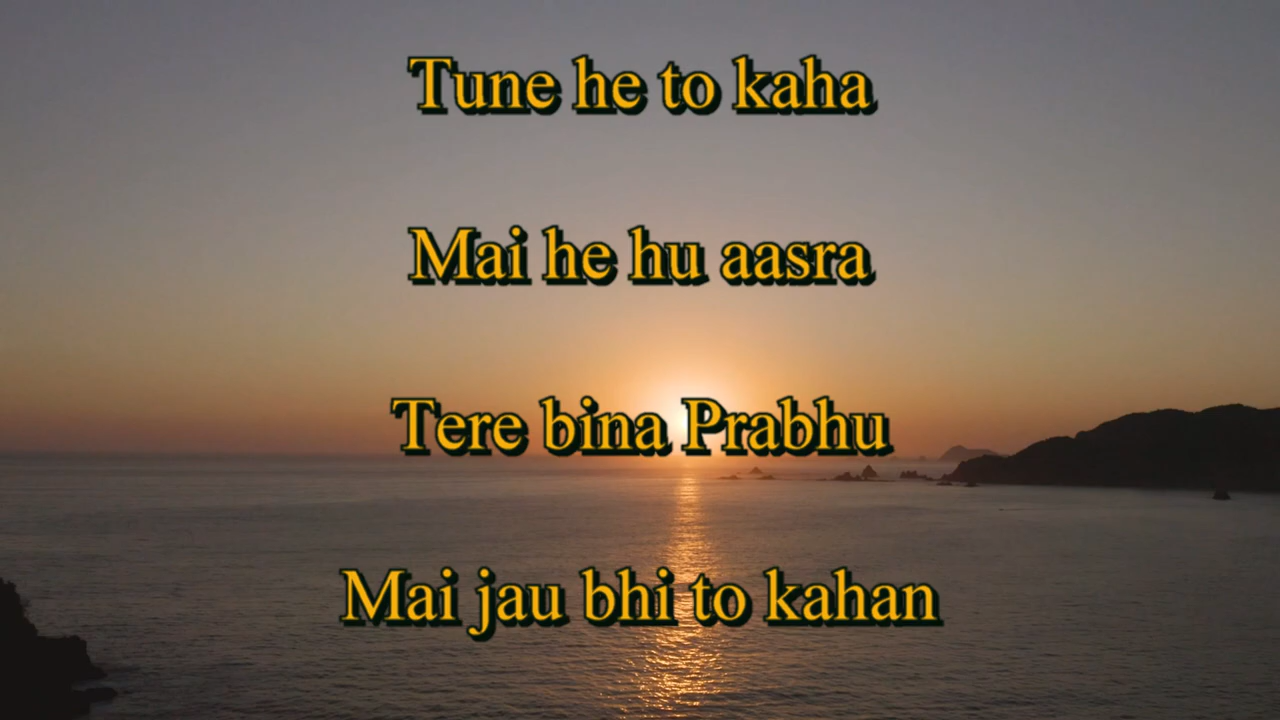 Tune he to kaha
Mai he hu aasra
Tere bina Prabhu
Mai jau bhi to kahan